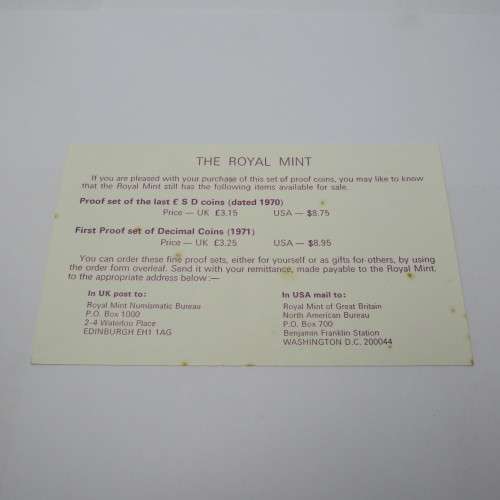 THE ROYAL MINT
If you are pleased with your purchase of this set of proof coins, you may like to know
that the Royal Mint still has the following items available for sale.
Proof set of the last £ S D coins (dated 1970)
Price — UK £3.15 USA — $8.75
First Proof set of Decimal Coins (1971)
Price — UK £3.25 USA — $8.95
You can order these fine proof sets, either for yourself or as gifts for others, by using
the order form overleaf. Send it with your remittance, made payable to the Royal Mint,
to the appropriate address below:—
In UK post to:
Royal Mint Numismatic Bureau
P.O. Box 1000
2-4 Waterloo Place
EDINBURGH EH1 1AG
In USA mail to:
Royal Mint of Great Britain
North American Bureau
P.O. Box 700
Benjamin Franklin Station
WASHINGTON D.C. 200044